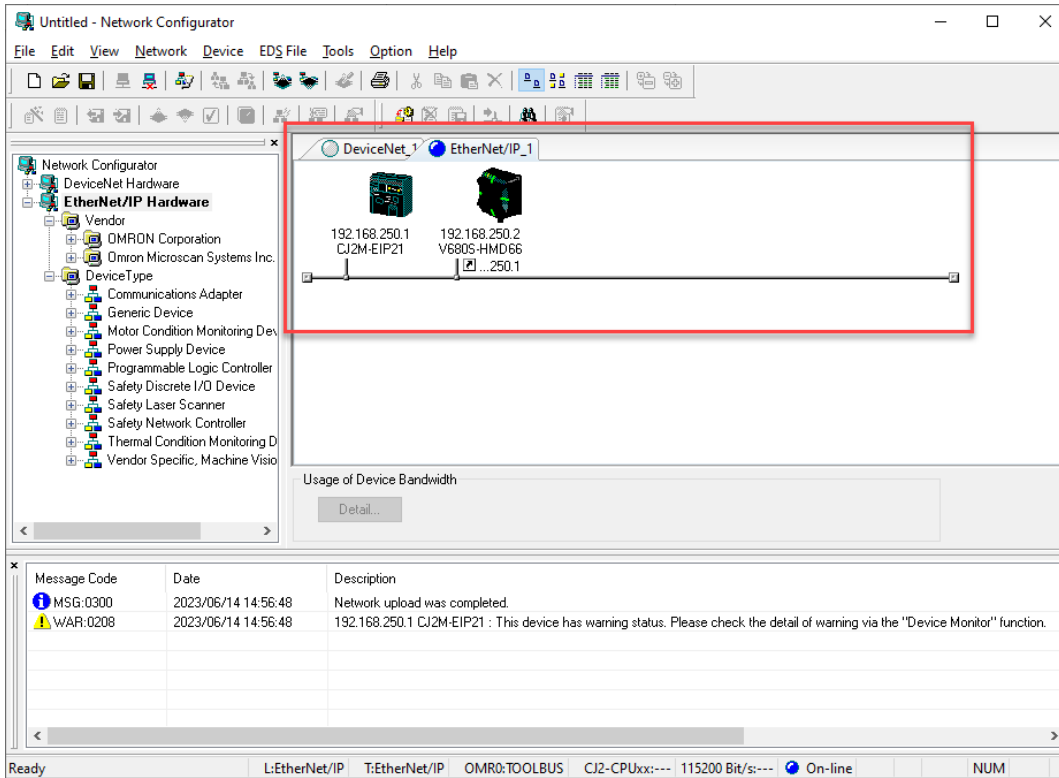 Untitled - Network Configurator
File Edit View Network Device EDS File Tools Option Help
Network Configurator
DeviceNet Hardware
EtherNet/IP Hardware
Vendor
OMRON Corporation
Omron Microscan Systems Inc.
DeviceType
Communications Adapter
Generic Device
Motor Condition Monitoring Dev
Power Supply Device
Programmable Logic Controller
Safety Discrete I/O Device
Safety Laser Scanner
Safety Network Controller
Thermal Condition Monitoring D
Vendor Specific, Machine Visio
DeviceNet_1 EtherNet/IP_1
192.168.250.1 192.168.250.2
CJ2M-EIP21 V680S-HMD66
...250.1
Usage of Device Bandwidth
Detail...
Message Code Date Description
MSG:0300 2023/06/14 14:56:48 Network upload was completed.
WAR:0208 2023/06/14 14:56:48 192.168.250.1 CJ2M-EIP21 : This device has warning status. Please check the detail of warning via the "Device Monitor" function.
Ready L:EtherNet/IP T:EtherNet/IP OMR0:TOOLBUS CJ2-CPUxx:--- 115200 Bit/s:--- On-line NUM